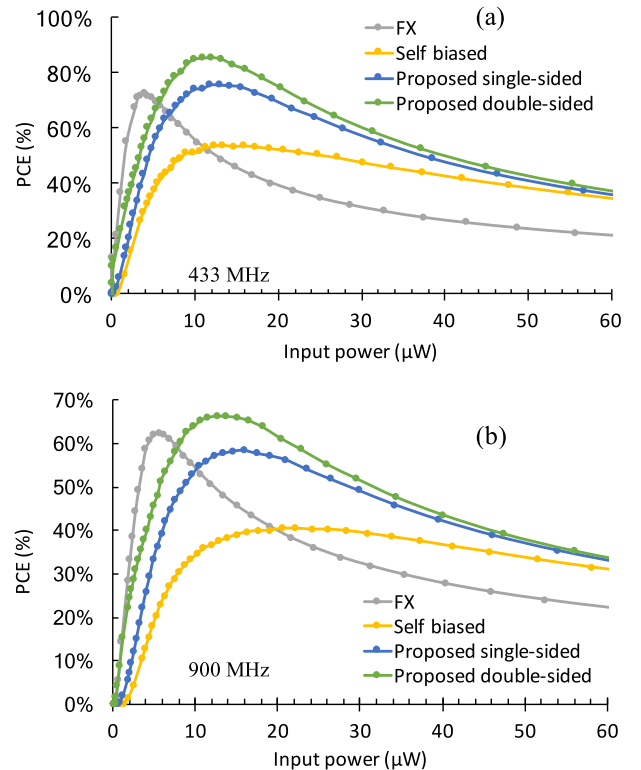 (a)
100%
80%
60%
40%
20%
0%
PCE (%)
FX
Self biased
Proposed single-sided
Proposed double-sided
433 MHz
0 10 20 30 40 50 60
Input power (μW)
(b)
70%
60%
50%
40%
30%
20%
10%
0%
PCE (%)
FX
Self biased
Proposed single-sided
Proposed double-sided
900 MHz
0 10 20 30 40 50 60
Input power (μW)